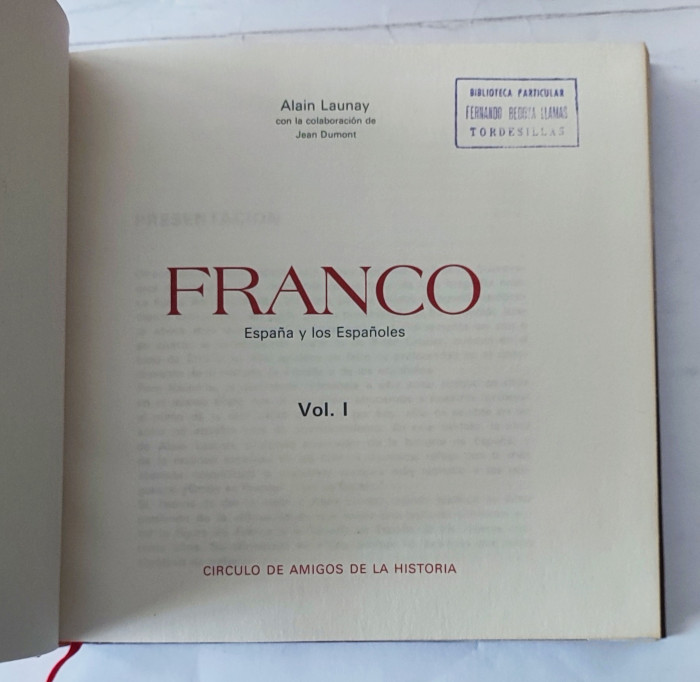 Alain Launay
con la colaboración de
Jean Dumont
BIBLIOTECA PARTICULAR
FERNANDO LLAMAS
TORDESILLAS
PRESENTACION
FRANCO
España y los Españoles
Vol. I
CIRCULO DE AMIGOS DE LA HISTORIA